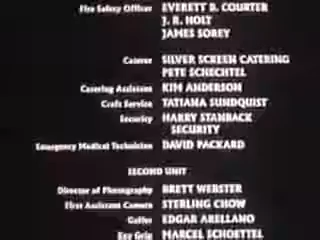 Fire Safety Officer EVERETT D. COURTER
J. R. HOLT
JAMES SOREY
Caterer SILVER SCREEN CATERING
PETE SCHECHTEL
Catering Assistant KIM ANDERSON
Craft Service TATIANA SUNDQUIST
Security HARRY STANBACK
SECURITY
Emergency Medical Technician DAVID PACKARD
SECOND UNIT
Director of Photography BRETT WEBSTER
First Assistant Camera STERLING CHOW
Gaffer EDGAR ARELLANO
Key Grip MARCEL SCHOETTEL